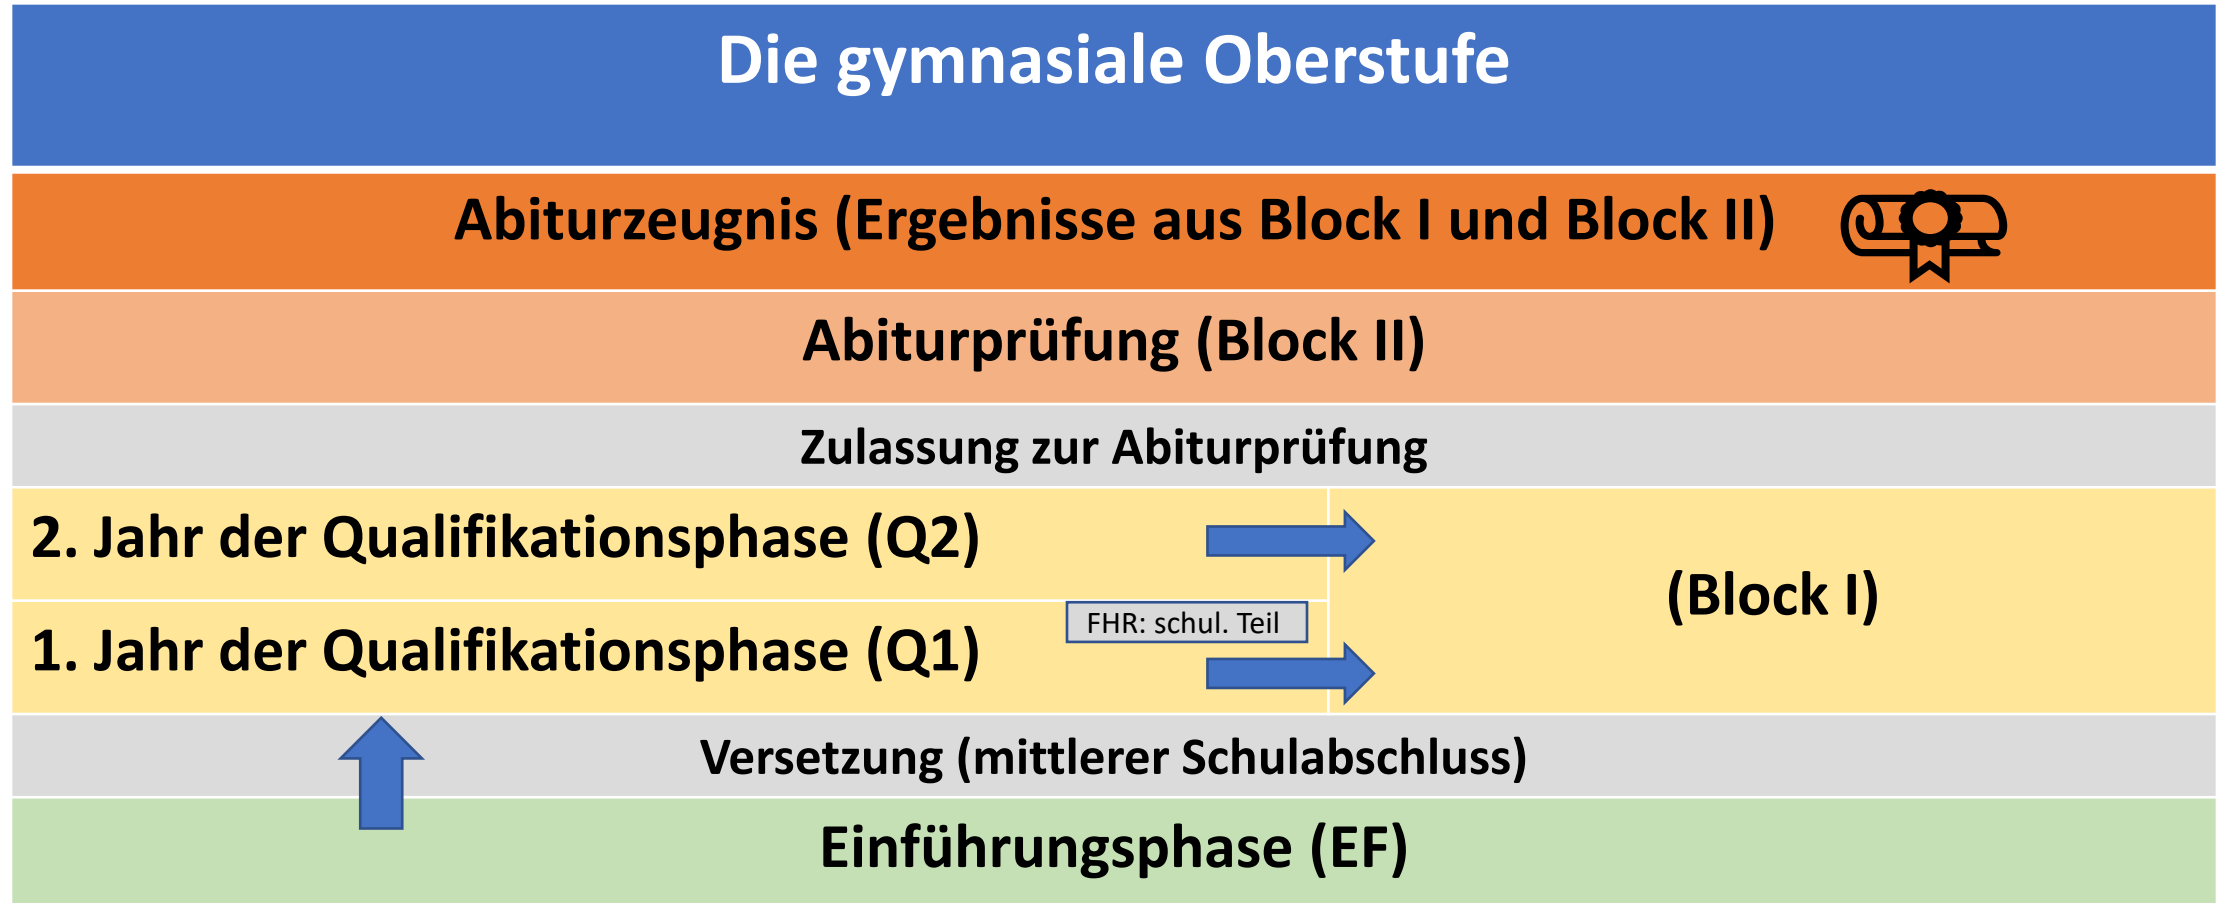 Die gymnasiale Oberstufe
Abiturzeugnis (Ergebnisse aus Block I und Block II)
Abiturprüfung (Block II)
Zulassung zur Abiturprüfung
2. Jahr der Qualifikationsphase (Q2)
(Block I)
FHR: schul. Teil
1. Jahr der Qualifikationsphase (Q1)
Versetzung (mittlerer Schulabschluss)
Einführungsphase (EF)